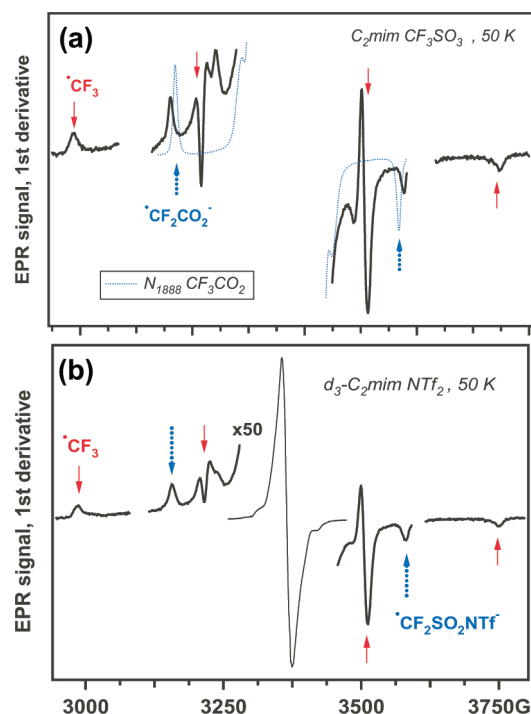 (a)
C2mim CF3SO3 , 50 K
•CF3
•CF2CO2-
N1888 CF3CO2
EPR signal, 1st derivative
(b)
d3-C2mim NTf2 , 50 K
•CF3
x50
•CF2SO2NTf-
EPR signal, 1st derivative
3000 3250 3500 3750G